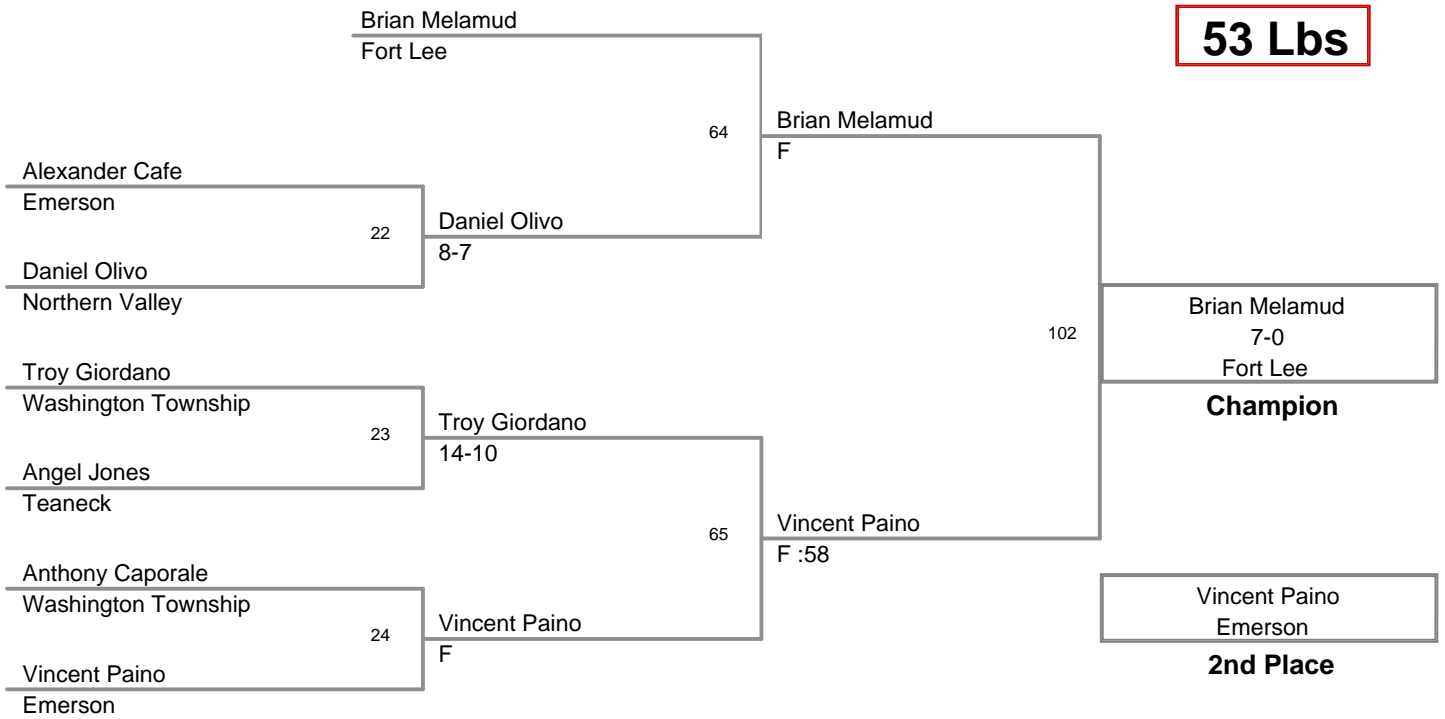 Brian Melamud
Fort Lee
53 Lbs
64
Brian Melamud
F
Alexander Cafe
Emerson
22
Daniel Olivo
8-7
Daniel Olivo
Northern Valley
102
Brian Melamud
7-0
Fort Lee
Champion
Troy Giordano
Washington Township
23
Troy Giordano
14-10
Angel Jones
Teaneck
65
Vincent Paino
F :58
Anthony Caporale
Washington Township
24
Vincent Paino
F
Vincent Paino
Emerson
Vincent Paino
Emerson
2nd Place